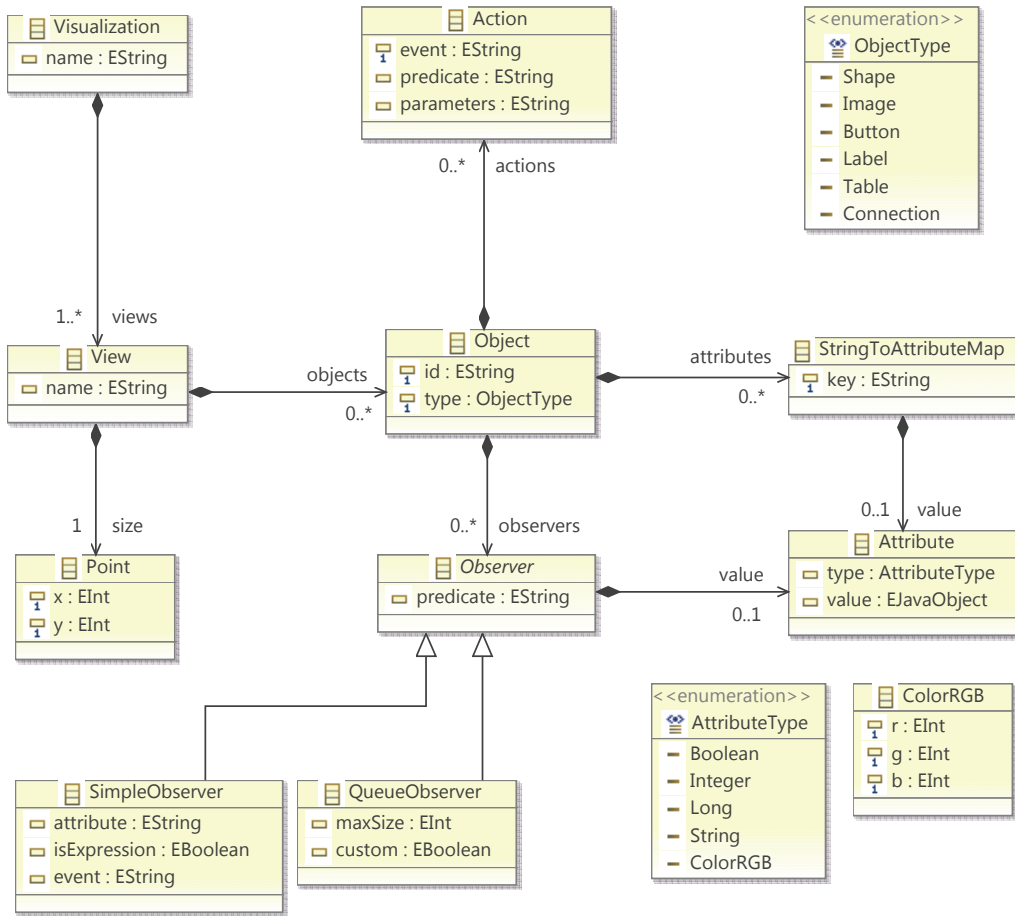 Visualization
name : EString
Action
event : EString
predicate : EString
parameters : EString
<<enumeration>>
ObjectType
Shape
Image
Button
Label
Table
Connection
0..* actions
1..* views
View
name : EString
objects
0..*
Object
id : EString
type : ObjectType
attributes
0..*
StringToAttributeMap
key : EString
1 size
0..* observers
0..1 value
Point
x : EInt
y : EInt
Observer
predicate : EString
value
0..1
Attribute
type : AttributeType
value : EJavaObject
SimpleObserver
attribute : EString
isExpression : EBoolean
event : EString
QueueObserver
maxSize : EInt
custom : EBoolean
<<enumeration>>
AttributeType
Boolean
Integer
Long
String
ColorRGB
ColorRGB
r : EInt
g : EInt
b : EInt